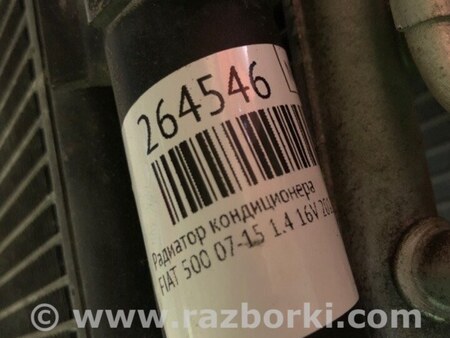 264546
Радиатор кондиционера
FIAT 500 07-15 1.4 16V
© www.razborki.com